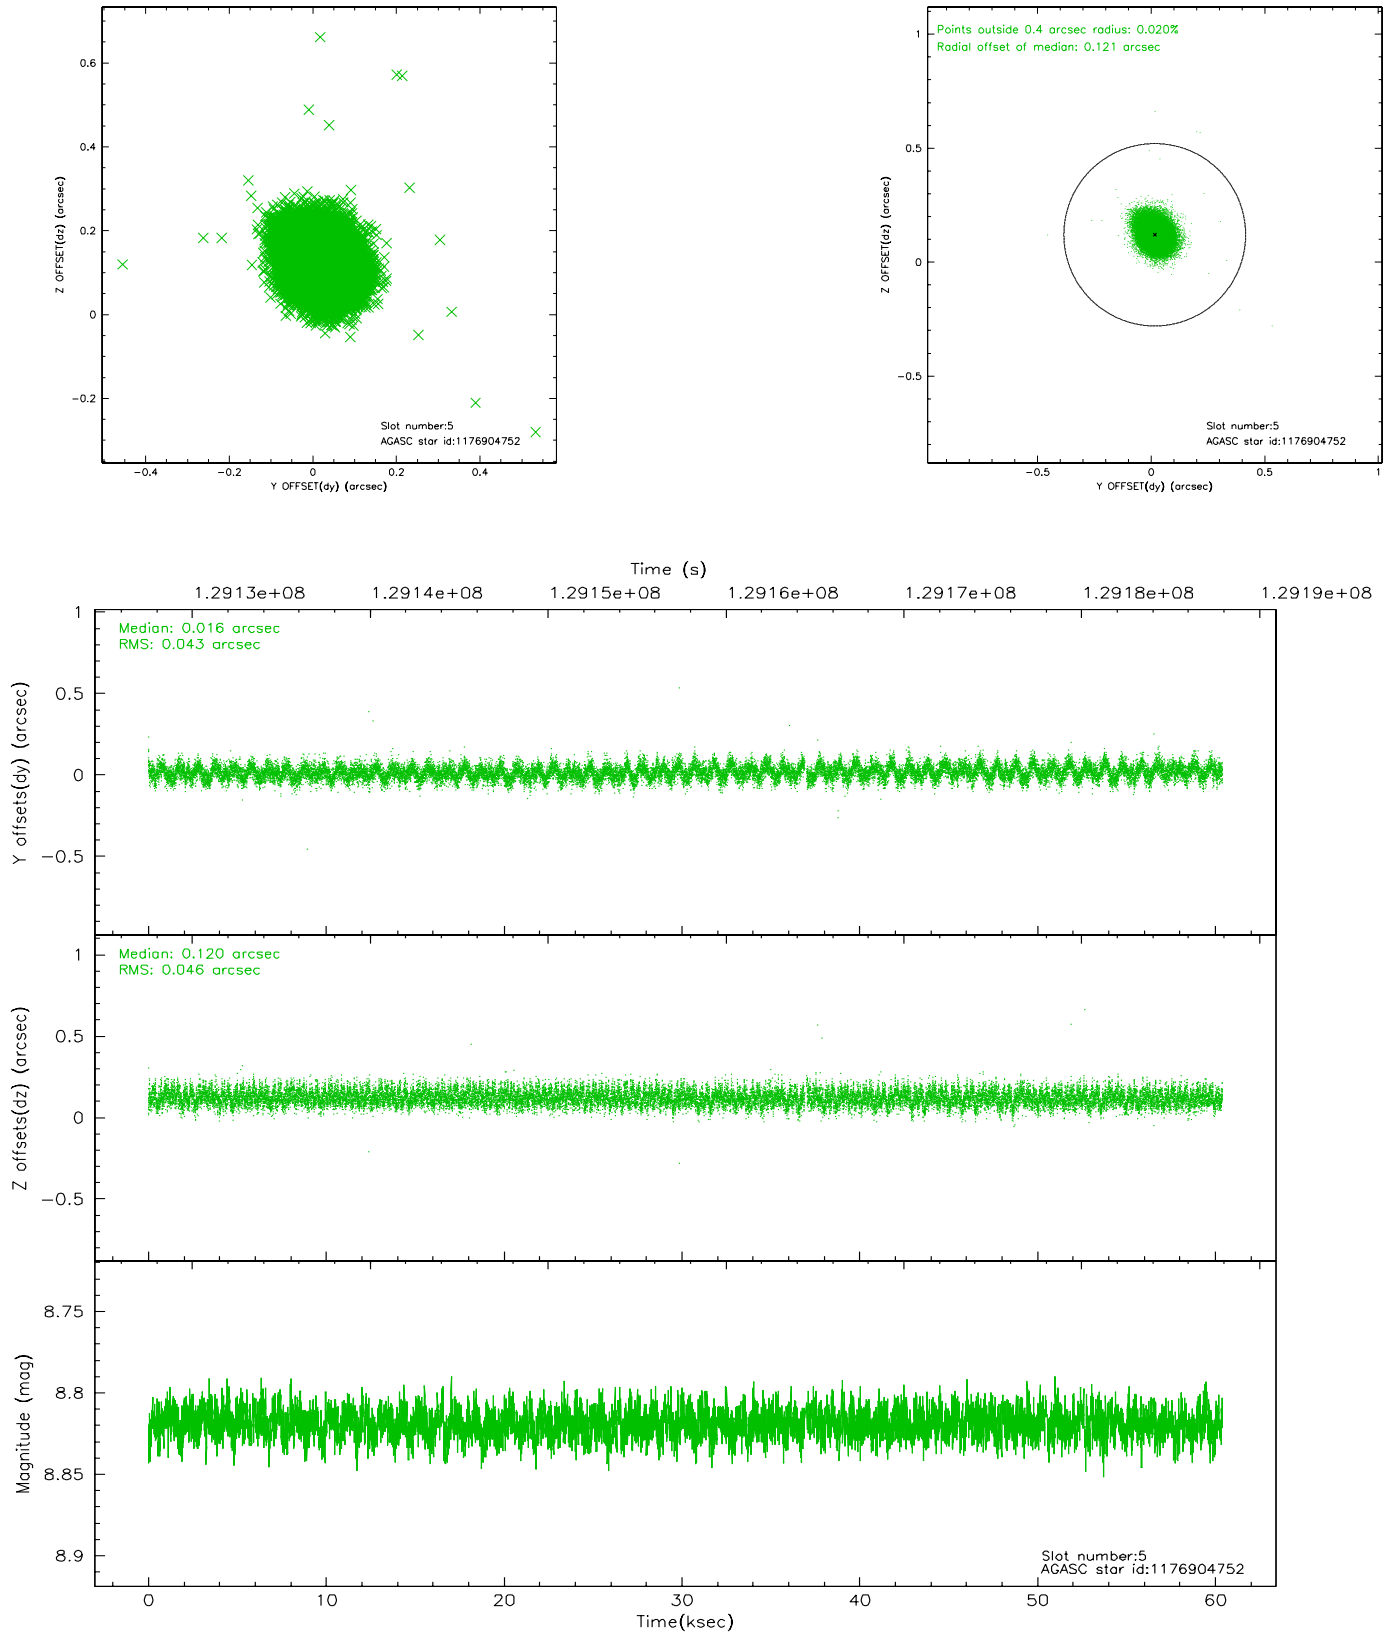 0.6
0.4
0.2
0
−0.2
Z OFFSET(dz) (arcsec)
Slot number:5
AGASC star id:1176904752
−0.4 −0.2 0 0.2 0.4
Y OFFSET(dy) (arcsec)
Points outside 0.4 arcsec radius: 0.020%
Radial offset of median: 0.121 arcsec
1
0.5
0
−0.5
Z OFFSET(dz) (arcsec)
Slot number:5
AGASC star id:1176904752
−0.5 0 0.5 1
Y OFFSET(dy) (arcsec)
Time (s)
1.2913e+08 1.2914e+08 1.2915e+08 1.2916e+08 1.2917e+08 1.2918e+08 1.2919e+08
Median: 0.016 arcsec
RMS: 0.043 arcsec
1
0.5
0
−0.5
Y offsets(dy) (arcsec)
Median: 0.120 arcsec
RMS: 0.046 arcsec
1
0.5
0
−0.5
Z offsets(dz) (arcsec)
8.75
8.8
8.85
8.9
Magnitude (mag)
Slot number:5
AGASC star id:1176904752
0 10 20 30 40 50 60
Time(ksec)